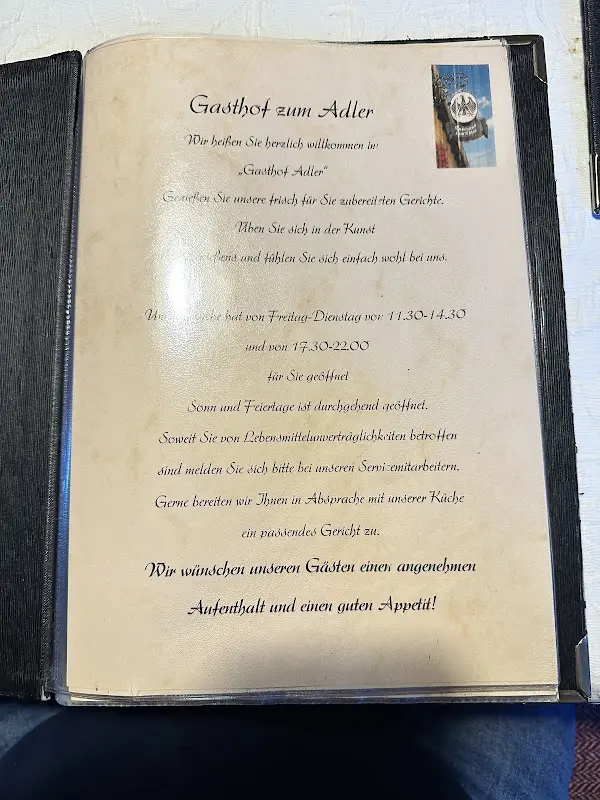 Gasthof zum Adler
Wir heißen Sie herzlich willkommen in:
„Gasthof Adler“
Genießen Sie unsere frisch für Sie zubereiteten Gerichte.
Üben Sie sich in der Kunst
und fühlen Sie sich einfach wohl bei uns.
hat von Freitag-Dienstag von 11.30-14.30
und von 17.30-22.00
für Sie geöffnet
Sonn und Feiertage ist durchgehend geöffnet.
Soweit Sie von Lebensmittelunverträglichkeiten betroffen
sind melden Sie sich bitte bei unseren Servicemitarbeitern.
Gerne bereiten wir Ihnen in Absprache mit unserer Küche
ein passendes Gericht zu.
Wir wünschen unseren Gästen einen angenehmen
Aufenthalt und einen guten Appetit!